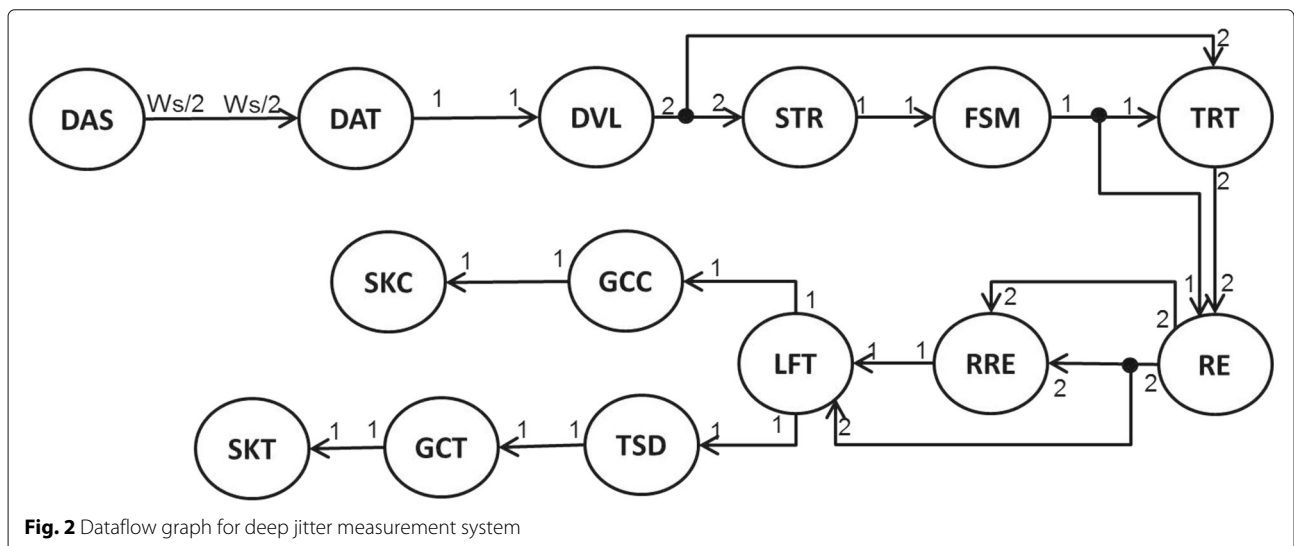 2
DAS Ws/2 Ws/2 DAT 1 1 DVL 2 2 STR 1 1 FSM 1 1 TRT
2
SKC 1 1 GCC 1 1 2 1 2
2
LFT 1 1 RRE 2 2 RE
SKT 1 1 GCT 1 1 TSD 1 1 2
Fig. 2 Dataflow graph for deep jitter measurement system